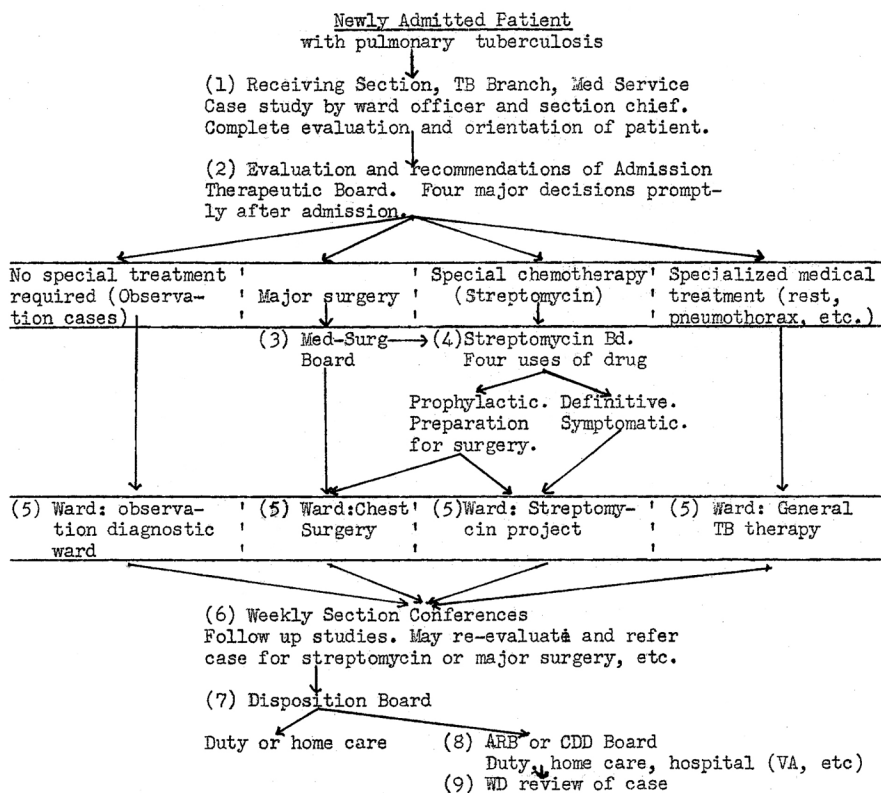 Newly Admitted Patient
with pulmonary tuberculosis
(1) Receiving Section, TB Branch, Med Service
Case study by ward officer and section chief.
Complete evaluation and orientation of patient.
(2) Evaluation and recommendations of Admission
Therapeutic Board. Four major decisions prompt-
ly after admission.
No special treatment
required (Observa-
tion cases)
Major surgery
Special chemotherapy
(Streptomycin)
Specialized medical
treatment (rest,
pneumothorax, etc.)
(3) Med-Surg
Board
(4) Streptomycin Bd.
Four uses of drug
Prophylactic.
Preparation
for surgery.
Definitive.
Symptomatic.
(5) Ward: observa-
tion diagnostic
ward
(5) Ward:Chest
Surgery
(5)Ward: Streptomy-
cin project
(5) Ward: General
TB therapy
(6) Weekly Section Conferences
Follow up studies. May re-evaluate and refer
case for streptomycin or major surgery, etc.
(7) Disposition Board
Duty or home care
(8) ARB or CDD Board
Duty, home care, hospital (VA, etc)
(9) WD review of case